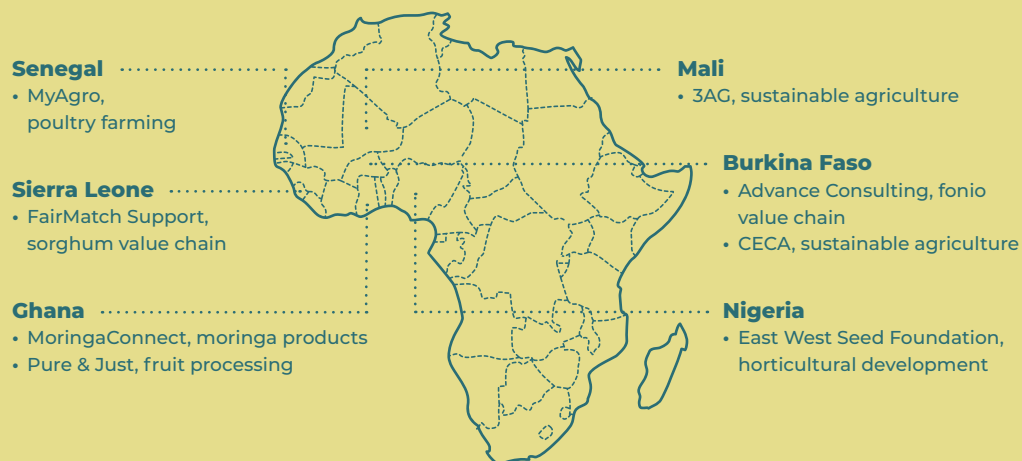 Senegal
• MyAgro,
poultry farming
Sierra Leone
• FairMatch Support,
sorghum value chain
Ghana
• MoringaConnect, moringa products
• Pure & Just, fruit processing
Mali
• 3AG, sustainable agriculture
Burkina Faso
• Advance Consulting, fonio
value chain
• CECA, sustainable agriculture
Nigeria
• East West Seed Foundation,
horticultural development